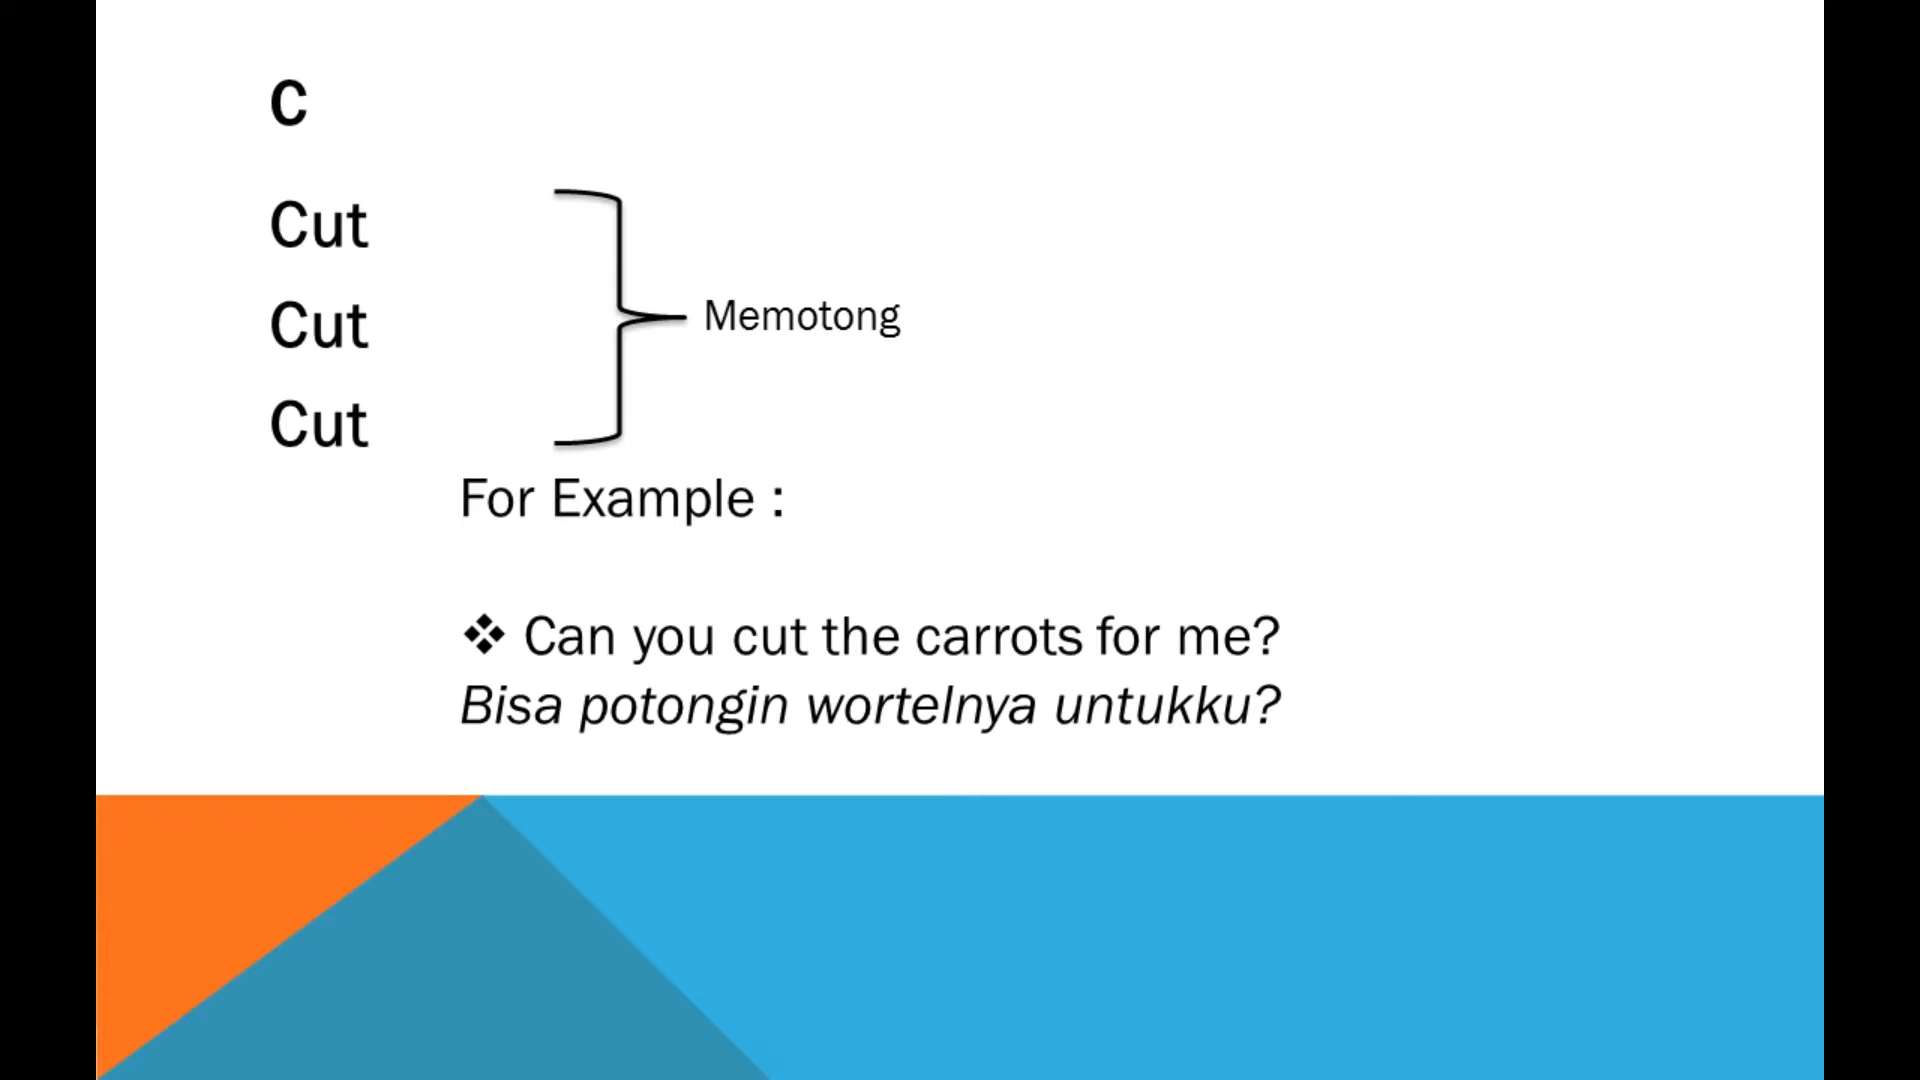 C
Cut
Cut
Memotong
Cut
For Example :
❖ Can you cut the carrots for me?
Bisa potongin wortelnya untukku?